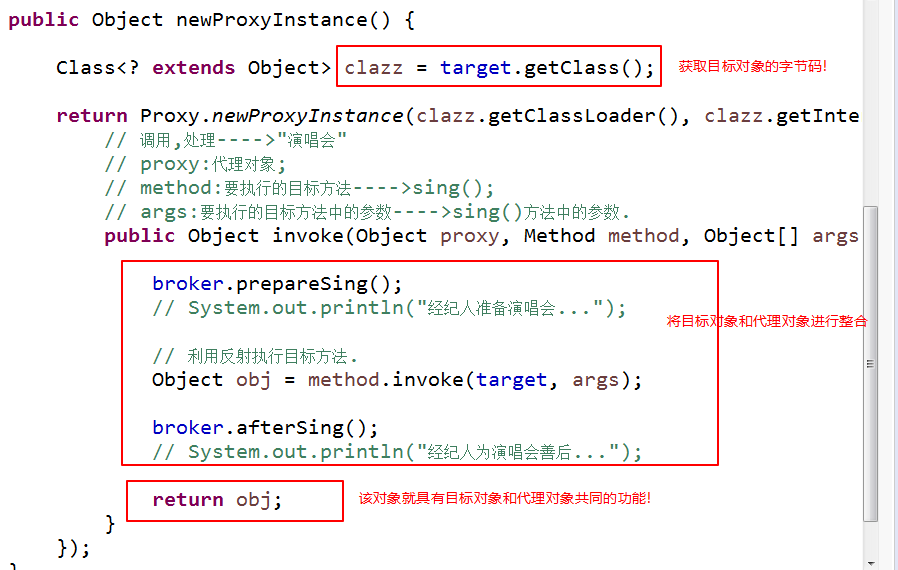 public Object newProxyInstance() {
Class<? extends Object> clazz = target.getClass(); 获取目标对象的字节码!
return Proxy.newProxyInstance(clazz.getClassLoader(), clazz.getInte
// 调用,处理---->"演唱会"
// proxy:代理对象;
// method:要执行的目标方法---->sing();
// args:要执行的目标方法中的参数---->sing()方法中的参数.
public Object invoke(Object proxy, Method method, Object[] args
broker.prepareSing();
// System.out.println("经纪人准备演唱会...");
将目标对象和代理对象进行整合
// 利用反射执行目标方法.
Object obj = method.invoke(target, args);
broker.afterSing();
// System.out.println("经纪人为演唱会善后...");
return obj; 该对象就具有目标对象和代理对象共同的功能!
}
});